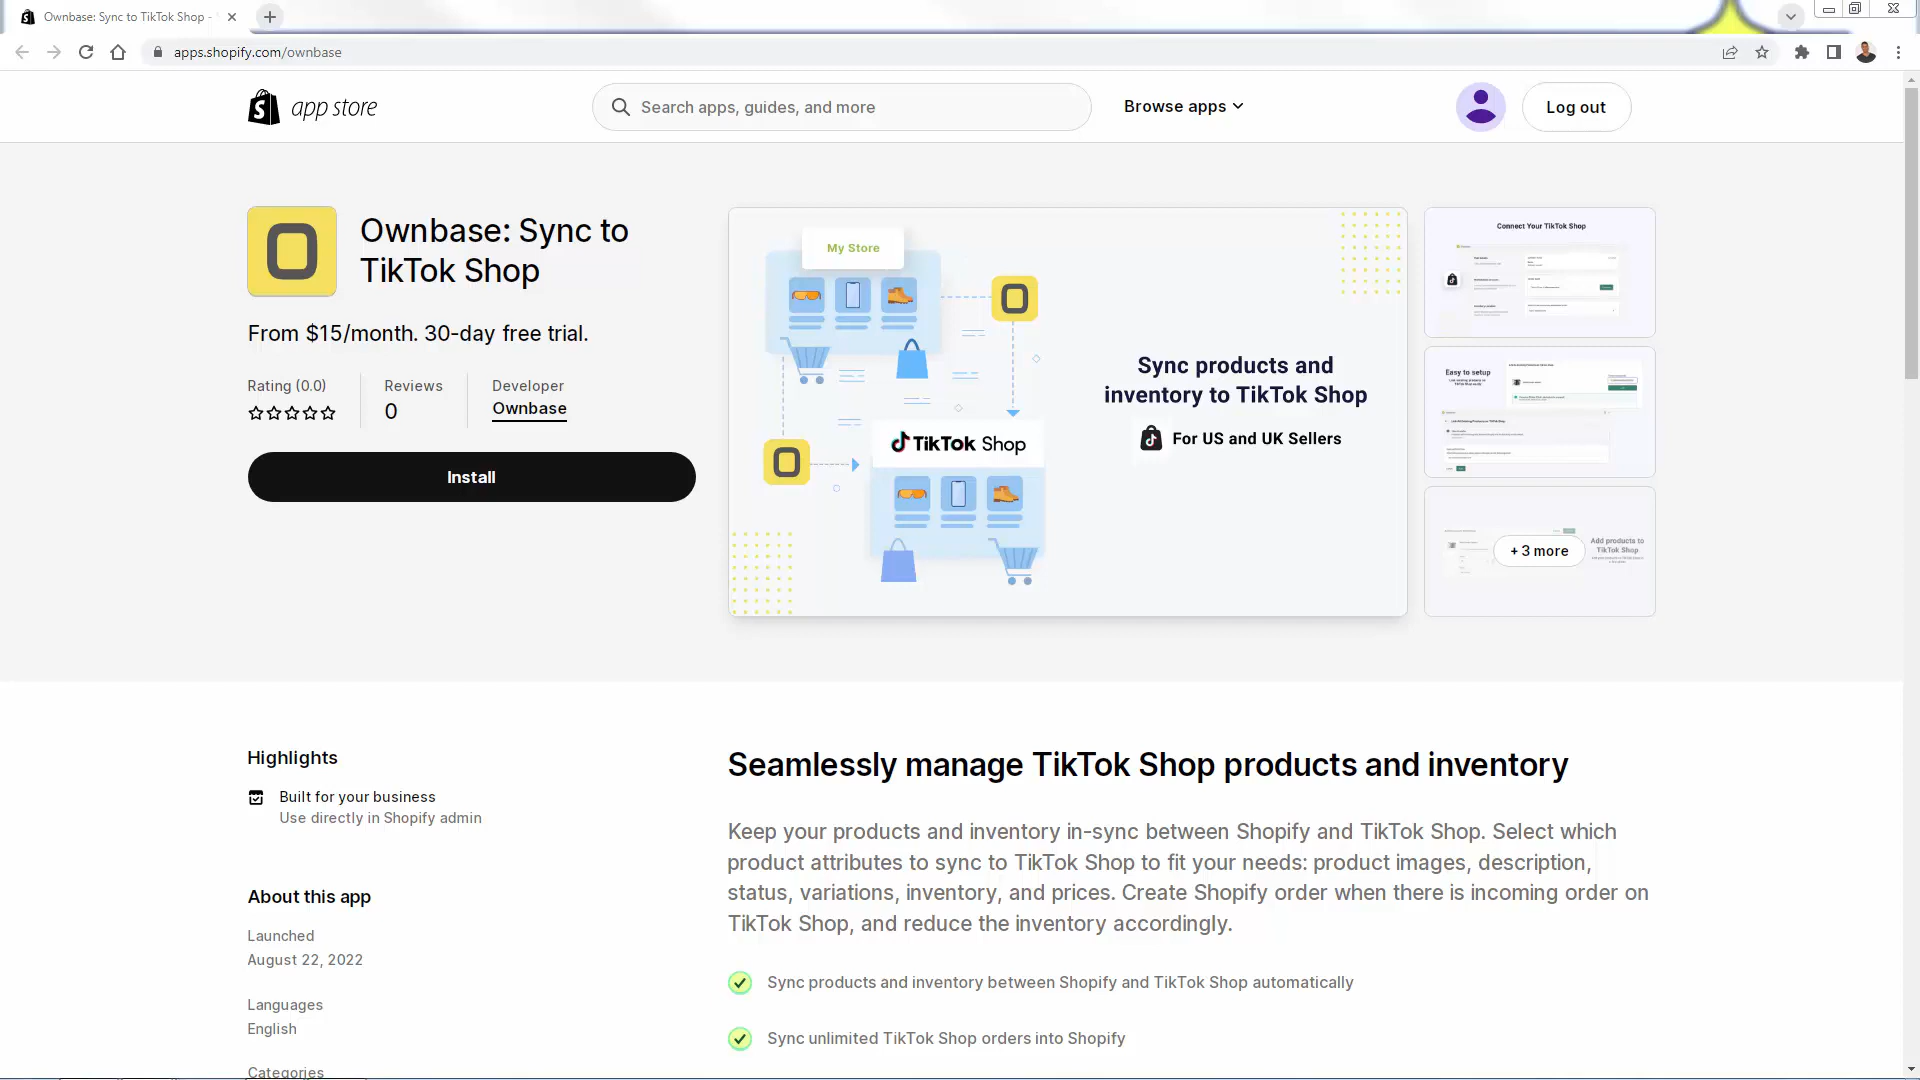 Ownbase: Sync to TikTok Shop -
apps.shopify.com/ownbase
app store
Search apps, guides, and more
Browse apps
Log out
Ownbase: Sync to
TikTok Shop
From $15/month. 30-day free trial.
Rating (0.0)
Reviews
0
Developer
Ownbase
Install
My Store
TikTok Shop
Sync products and
inventory to TikTok Shop
For US and UK Sellers
Connect Your TikTok Shop
Easy to setup
+ 3 more
Add products to
TikTok Shop
Highlights
Built for your business
Use directly in Shopify admin
About this app
Launched
August 22, 2022
Languages
English
Categories
Seamlessly manage TikTok Shop products and inventory
Keep your products and inventory in-sync between Shopify and TikTok Shop. Select which
product attributes to sync to TikTok Shop to fit your needs: product images, description,
status, variations, inventory, and prices. Create Shopify order when there is incoming order on
TikTok Shop, and reduce the inventory accordingly.
Sync products and inventory between Shopify and TikTok Shop automatically
Sync unlimited TikTok Shop orders into Shopify